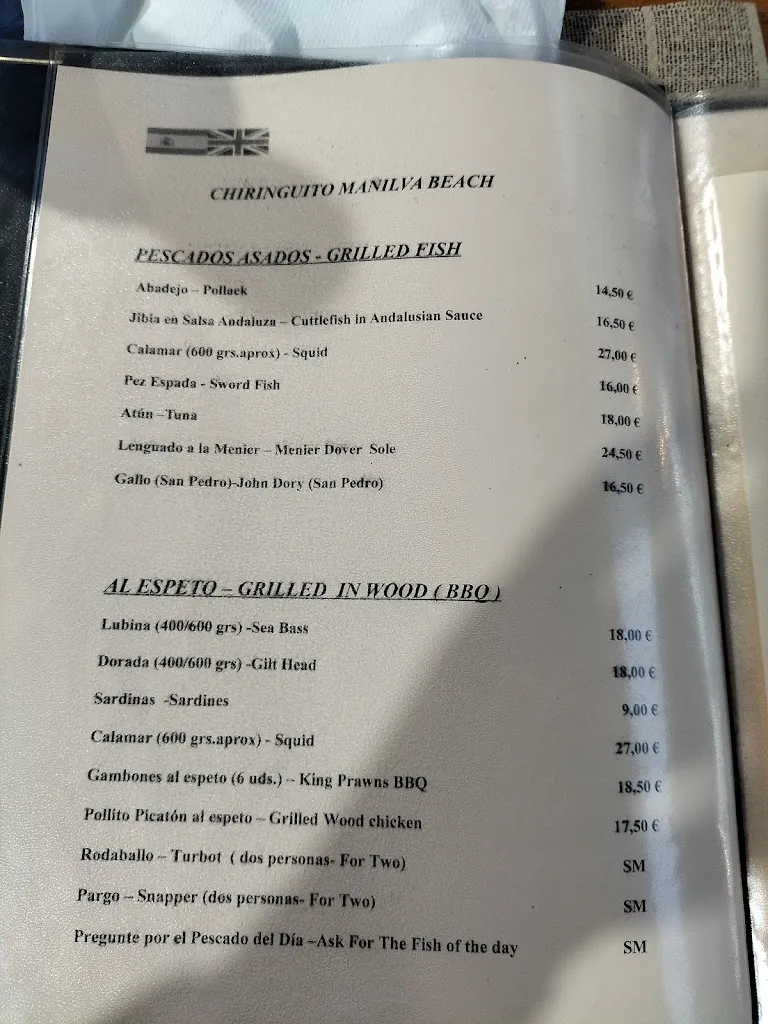 CHIRINGUITO MANILVA BEACH
PESCADOS ASADOS - GRILLED FISH
Abadejo – Pollack 14,50 €
Jibia en Salsa Andaluza – Cuttlefish in Andalusian Sauce 16,50 €
Calamar (600 grs.aprox) - Squid 27,00 €
Pez Espada - Sword Fish 16,00 €
Atún –Tuna 18,00 €
Lenguado a la Menier – Menier Dover Sole 24,50 €
Gallo (San Pedro)-John Dory (San Pedro) 16,50 €
AL ESPETO – GRILLED IN WOOD ( BBQ )
Lubina (400/600 grs) -Sea Bass 18,00 €
Dorada (400/600 grs) -Gilt Head 18,00 €
Sardinas -Sardines 9,00 €
Calamar (600 grs.aprox) - Squid 27,00 €
Gambones al espeto (6 uds.) – King Prawns BBQ 18,50 €
Pollito Picatón al espeto – Grilled Wood chicken 17,50 €
Rodaballo – Turbot ( dos personas- For Two) SM
Pargo – Snapper (dos personas- For Two) SM
Pregunte por el Pescado del Día –Ask For The Fish of the day SM